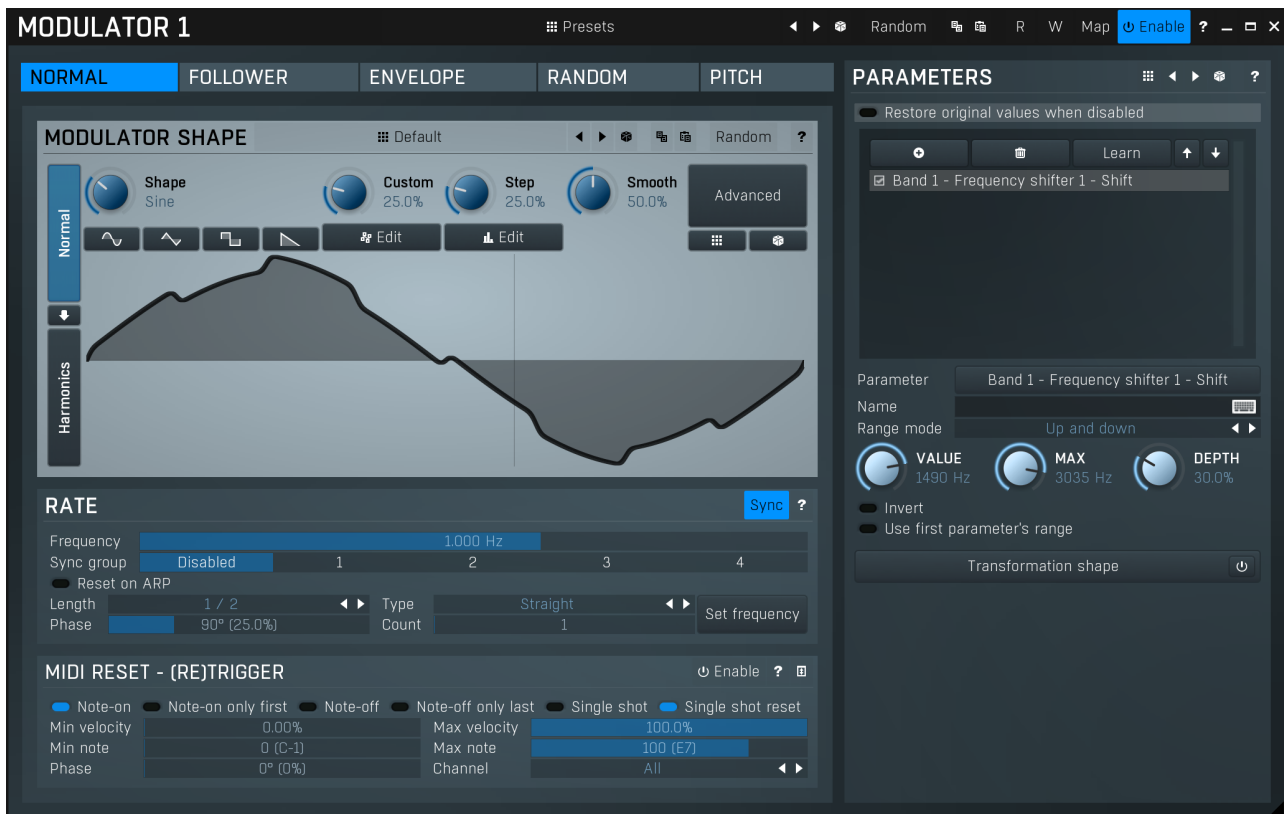 MODULATOR 1 Presets Random R W Map Enable ?
NORMAL FOLLOWER ENVELOPE RANDOM PITCH
MODULATOR SHAPE Default Random ?
Normal
Harmonics
Shape Custom Step Smooth Advanced
Sine 25.0% 25.0% 50.0%
Edit Edit
RATE Sync ?
Frequency 1.000 Hz
Sync group Disabled 1 2 3 4
Reset on ARP
Length 1 / 2 Type Straight Set frequency
Phase 90° (25.0%) Count 1
MIDI RESET - (RE)TRIGGER Enable ?
Note-on Note-on only first Note-off Note-off only last Single shot Single shot reset
Min velocity 0.00% Max velocity 100.0%
Min note 0 (C-1) Max note 100 (E7)
Phase 0° (0%) Channel All
PARAMETERS ?
Restore original values when disabled
Learn
Band 1 - Frequency shifter 1 - Shift
Parameter Band 1 - Frequency shifter 1 - Shift
Name
Range mode Up and down
VALUE MAX DEPTH
1490 Hz 3035 Hz 30.0%
Invert
Use first parameter's range
Transformation shape